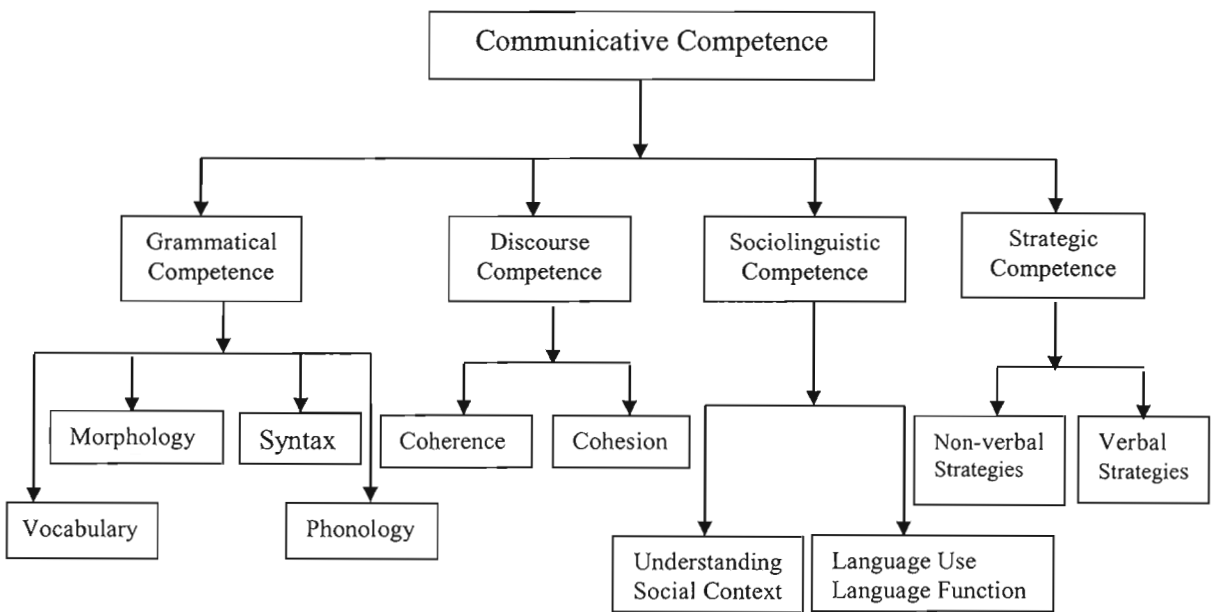 Communicative Competence
Grammatical
Competence
Discourse
Competence
Sociolinguistic
Competence
Strategic
Competence
Morphology
Syntax
Coherence
Cohesion
Non-verbal
Strategies
Verbal
Strategies
Vocabulary
Phonology
Understanding
Social Context
Language Use
Language Function